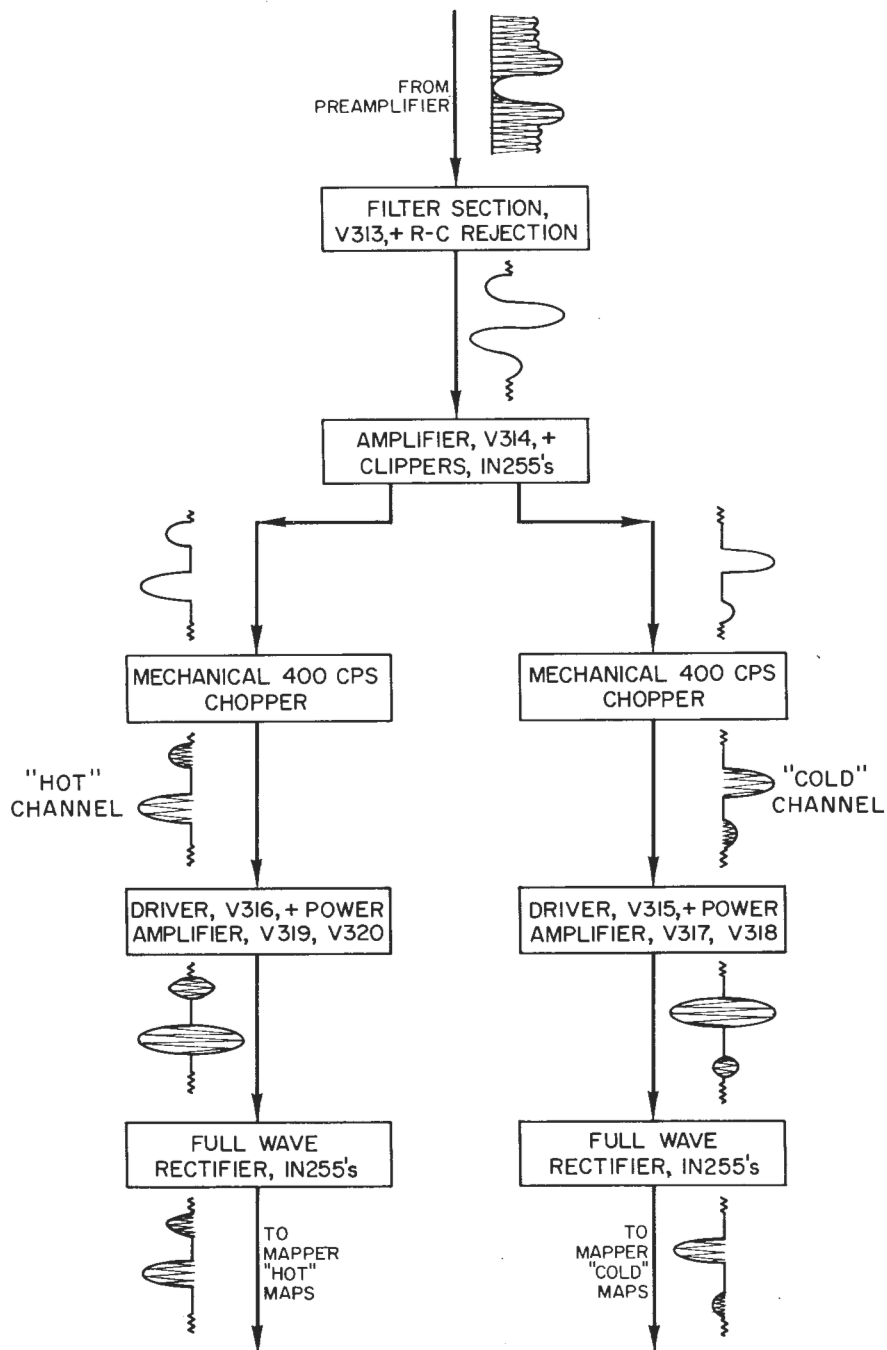 FROM
PREAMPLIFIER
FILTER SECTION,
V313,+ R-C REJECTION
AMPLIFIER, V314,+
CLIPPERS, IN255's
MECHANICAL 400 CPS
CHOPPER
MECHANICAL 400 CPS
CHOPPER
"HOT"
CHANNEL
"COLD"
CHANNEL
DRIVER, V316,+ POWER
AMPLIFIER, V319, V320
DRIVER, V315,+ POWER
AMPLIFIER, V317, V318
FULL WAVE
RECTIFIER, IN255's
FULL WAVE
RECTIFIER, IN255's
TO
MAPPER
"HOT"
MAPS
TO
MAPPER
"COLD"
MAPS